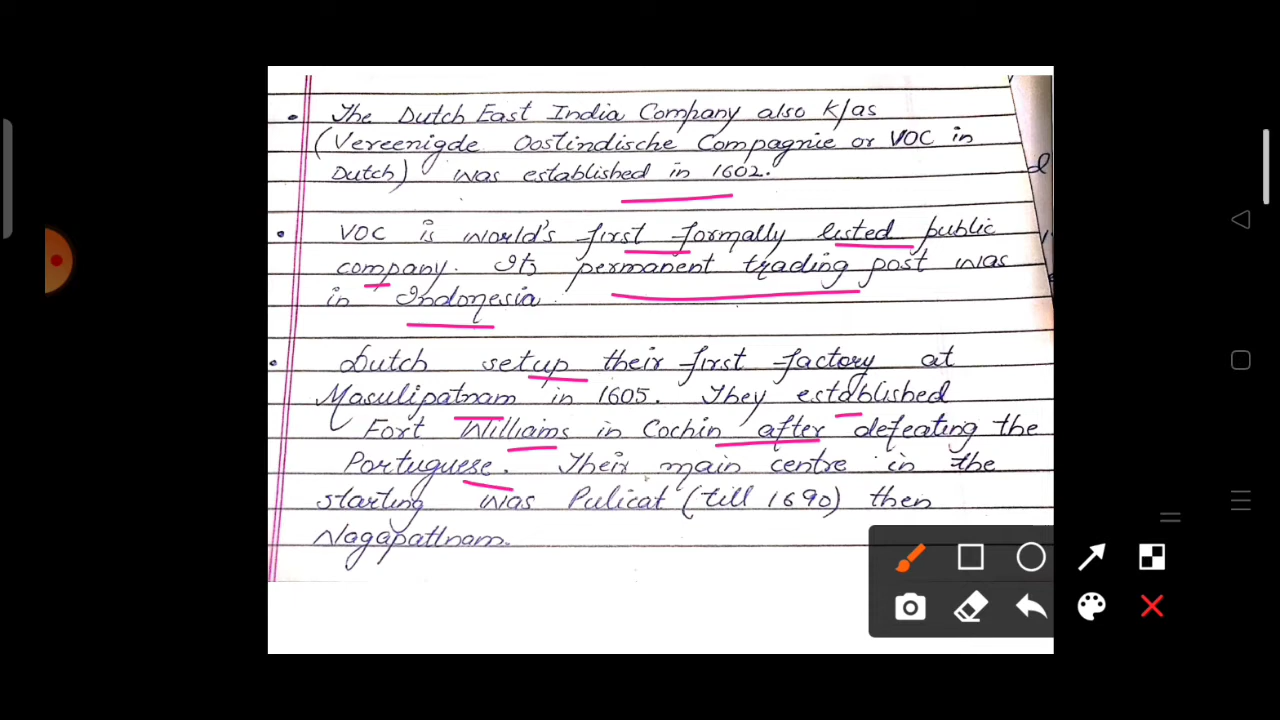 The Dutch East India Company also K/as
(Vereenigde Oostindische Compagnie or VOC in
Dutch) was established in 1602.
VOC is world's first formally listed public
company. Its permanent trading post was
in Indonesia.
Dutch setup their first factory at
Masulipatnam in 1605. They established
Fort Williams in Cochin after defeating the
Portuguese. Their main centre in the
starting was Pulicat (till 1690) then
Nagapattnam.
d